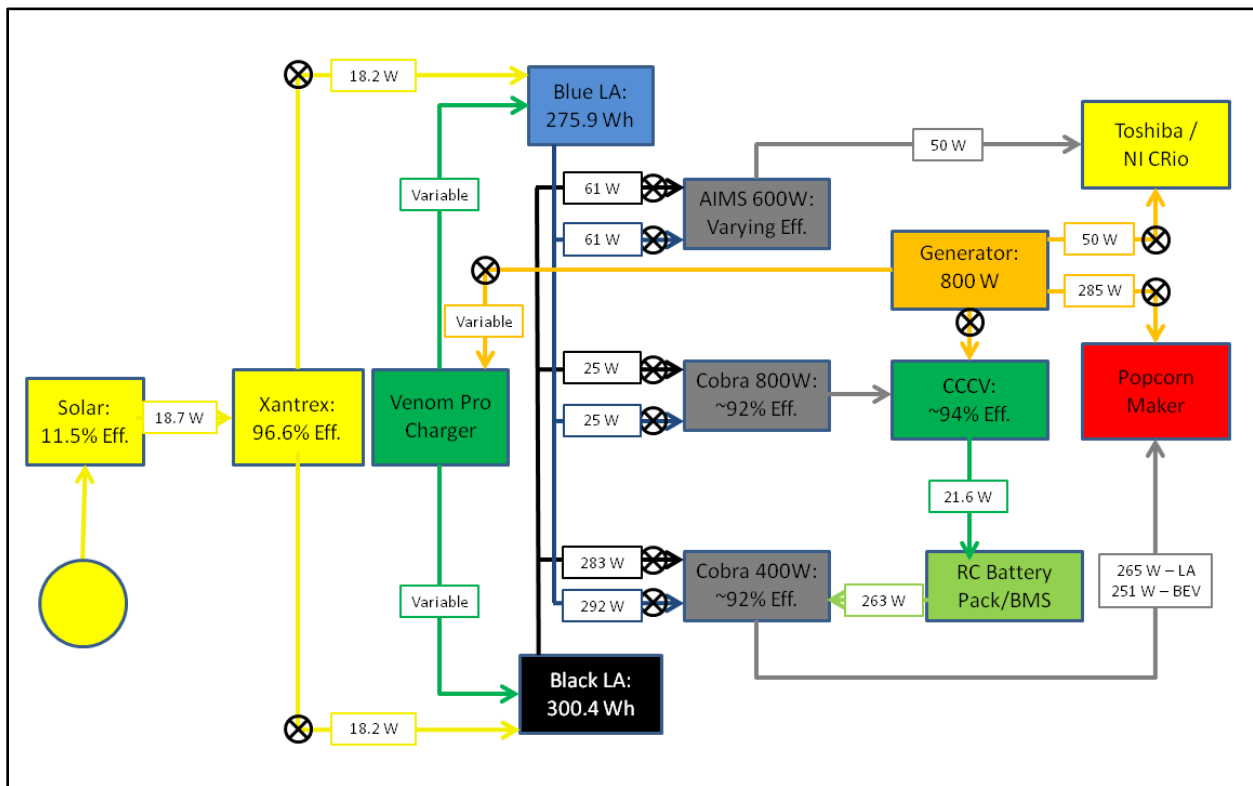 18.2 W
Blue LA:
275.9 Wh
Toshiba /
NI CRio
50 W
Variable
61 W
AIMS 600W:
Varying Eff.
61 W
Generator:
800 W
50 W
285 W
Variable
Solar:
11.5% Eff.
18.7 W
Xantrex:
96.6% Eff.
Venom Pro
Charger
25 W
25 W
Cobra 800W:
~92% Eff.
CCCV:
~94% Eff.
Popcorn
Maker
21.6 W
Variable
283 W
292 W
Cobra 400W:
~92% Eff.
263 W
RC Battery
Pack/BMS
265 W – LA
251 W – BEV
Black LA:
300.4 Wh
18.2 W